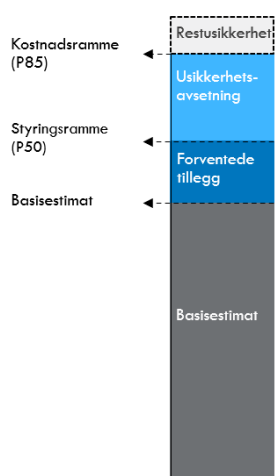 Restusikkerhet
Kostnadsramme
(P85)
Usikkerhets-
avsetning
Styringsramme
(P50)
Forventede
tillegg
Basisestimat
Basisestimat